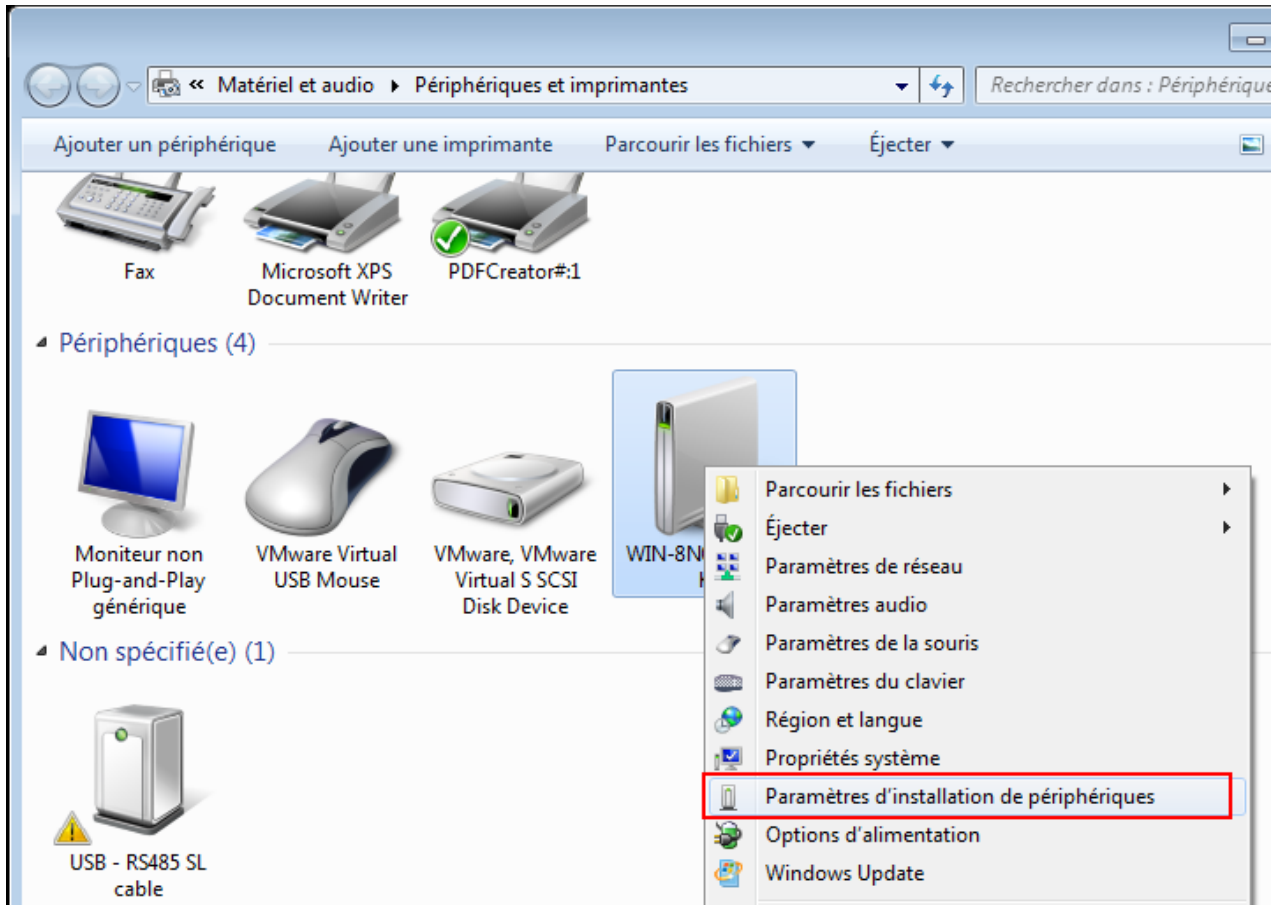 « Matériel et audio ▸ Périphériques et imprimantes
Rechercher dans : Périphérique
Ajouter un périphérique Ajouter une imprimante Parcourir les fichiers Éjecter
Fax
Microsoft XPS
Document Writer
PDFCreator#:1
Périphériques (4)
Moniteur non
Plug-and-Play
générique
VMware Virtual
USB Mouse
VMware, VMware
Virtual S SCSI
Disk Device
WIN-8N
Parcourir les fichiers
Éjecter
Paramètres de réseau
Paramètres audio
Paramètres de la souris
Paramètres du clavier
Région et langue
Propriétés système
Paramètres d'installation de périphériques
Options d'alimentation
Windows Update
Non spécifié(e) (1)
USB - RS485 SL
cable